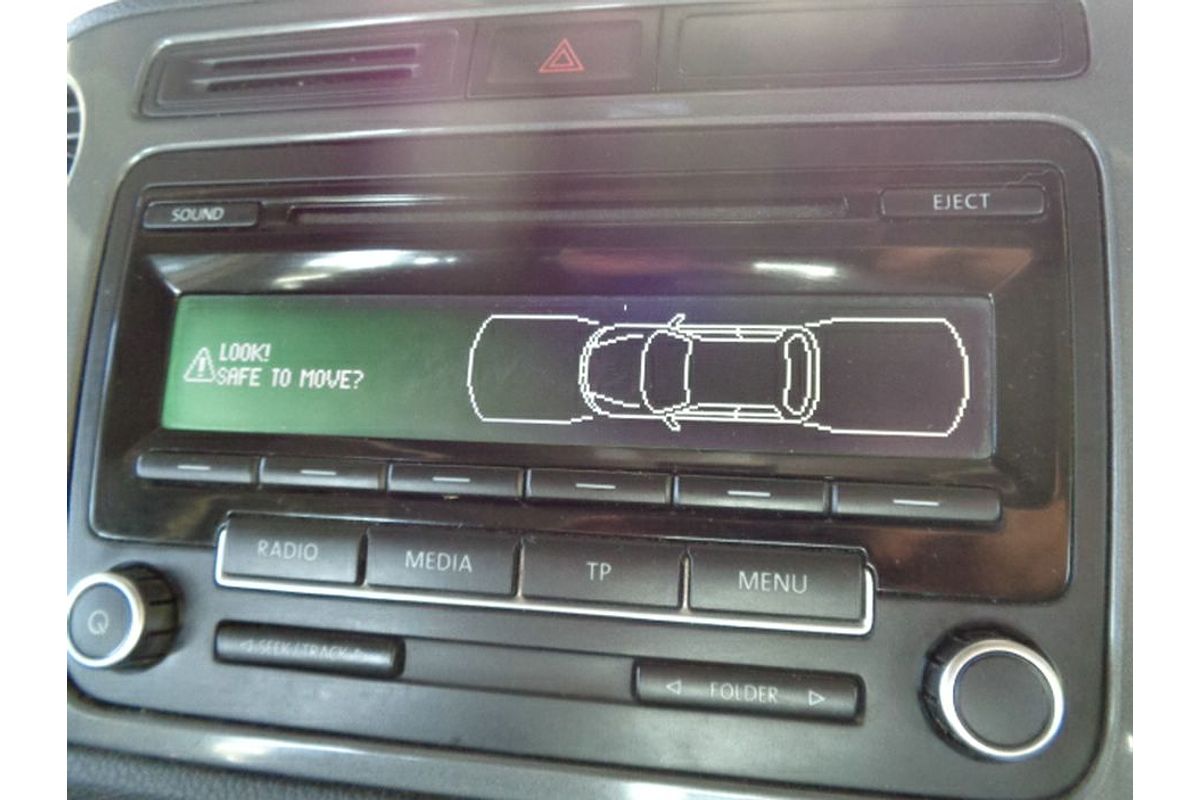 SOUND
EJECT
LOOK!
SAFE TO MOVE?
RADIO
MEDIA
TP
MENU
SEEK / TRACK
FOLDER